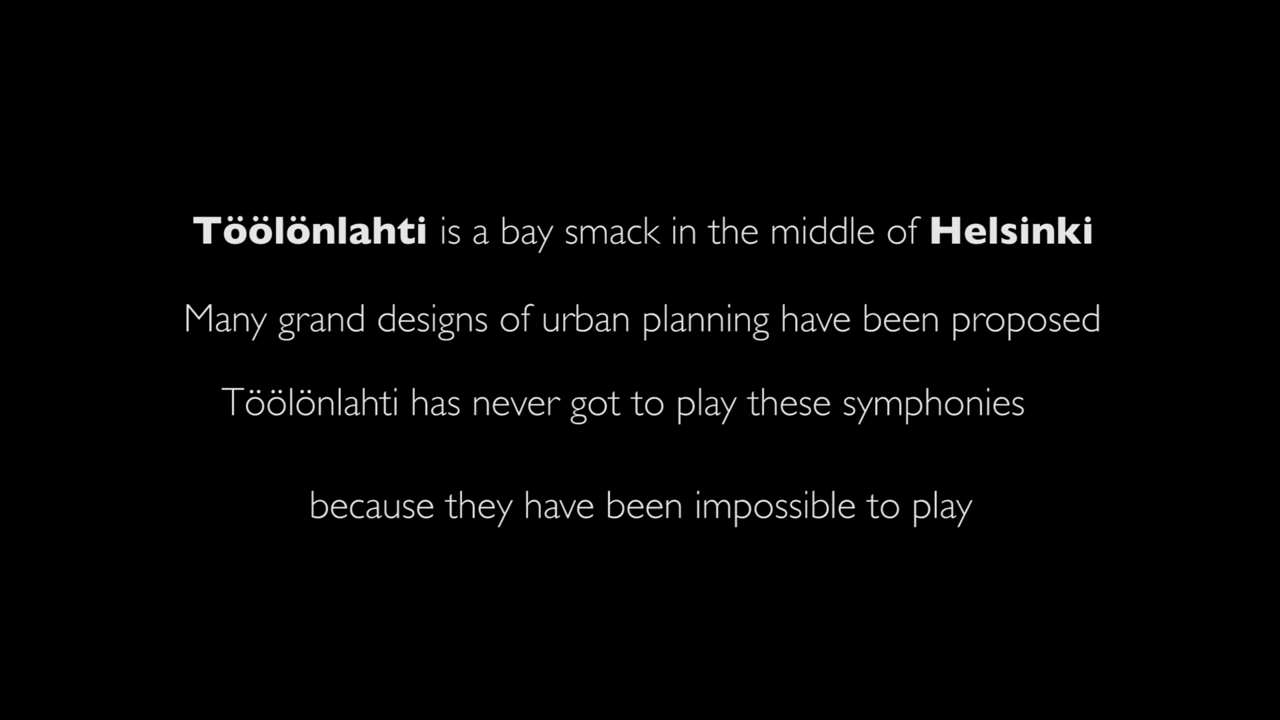 Töölönlahti is a bay smack in the middle of Helsinki
Many grand designs of urban planning have been proposed
Töölönlahti has never got to play these symphonies
because they have been impossible to play